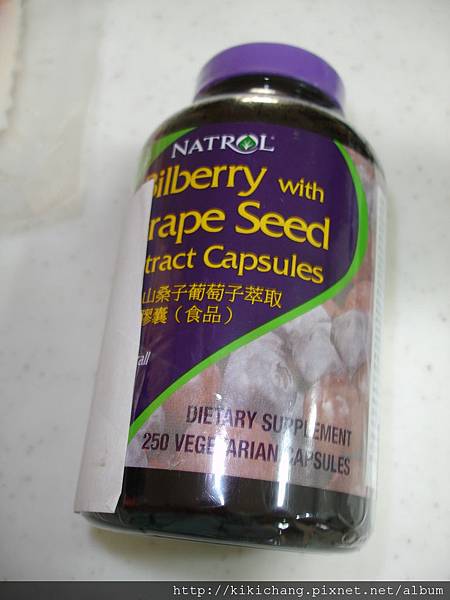 NATROL
Bilberry with
rape Seed
tract Capsules
山桑子葡萄子萃取
膠囊（食品）
all
DIETARY SUPPLEMENT
250 VEGETARIAN CAPSULES
http://kikichang.pixnet.net/album